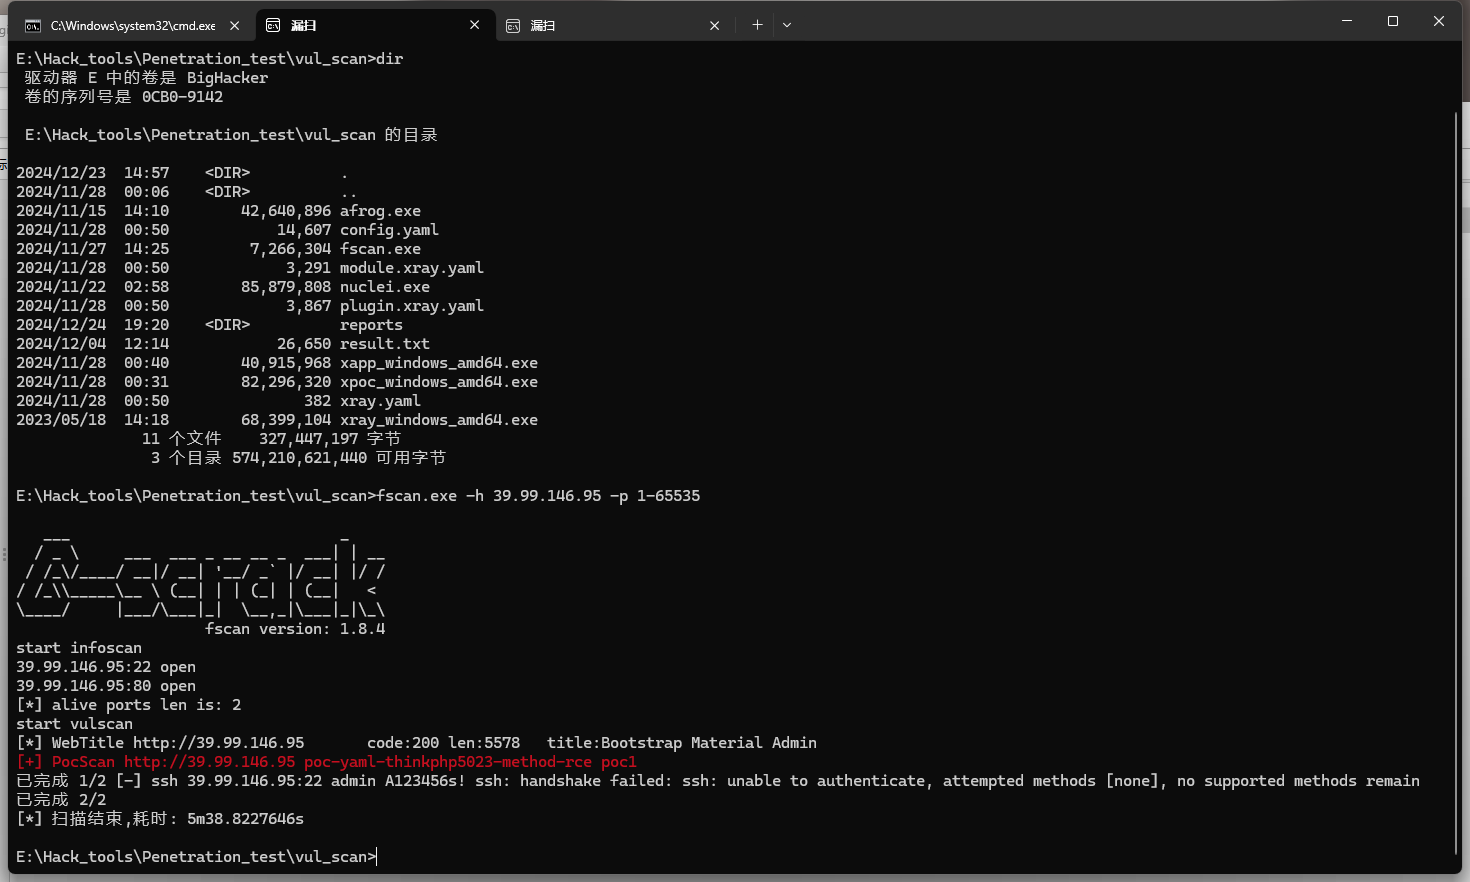 C:\Windows\system32\cmd.exe
漏扫
漏扫
E:\Hack_tools\Penetration_test\vul_scan>dir
驱动器 E 中的卷是 BigHacker
卷的序列号是 0CB0-9142
E:\Hack_tools\Penetration_test\vul_scan 的目录
2024/12/23  14:57    <DIR>          .
2024/11/28  00:06    <DIR>          ..
2024/11/15  14:10        42,640,896 afrog.exe
2024/11/28  00:50            14,607 config.yaml
2024/11/27  14:25         7,266,304 fscan.exe
2024/11/28  00:50             3,291 module.xray.yaml
2024/11/22  02:58        85,879,808 nuclei.exe
2024/11/28  00:50             3,867 plugin.xray.yaml
2024/12/24  19:20    <DIR>          reports
2024/12/04  12:14            26,650 result.txt
2024/11/28  00:40        40,915,968 xapp_windows_amd64.exe
2024/11/28  00:31        82,296,320 xpoc_windows_amd64.exe
2024/11/28  00:50               382 xray.yaml
2023/05/18  14:18        68,399,104 xray_windows_amd64.exe
11 个文件    327,447,197 字节
3 个目录 574,210,621,440 可用字节
E:\Hack_tools\Penetration_test\vul_scan>fscan.exe -h 39.99.146.95 -p 1-65535
fscan version: 1.8.4
start infoscan
39.99.146.95:22 open
39.99.146.95:80 open
[*] alive ports len is: 2
start vulscan
[*] WebTitle http://39.99.146.95       code:200 len:5578   title:Bootstrap Material Admin
[+] PocScan http://39.99.146.95 poc-yaml-thinkphp5023-method-rce poc1
已完成 1/2 [-] ssh 39.99.146.95:22 admin A123456s! ssh: handshake failed: ssh: unable to authenticate, attempted methods [none], no supported methods remain
已完成 2/2
[*] 扫描结束,耗时: 5m38.8227646s
E:\Hack_tools\Penetration_test\vul_scan>